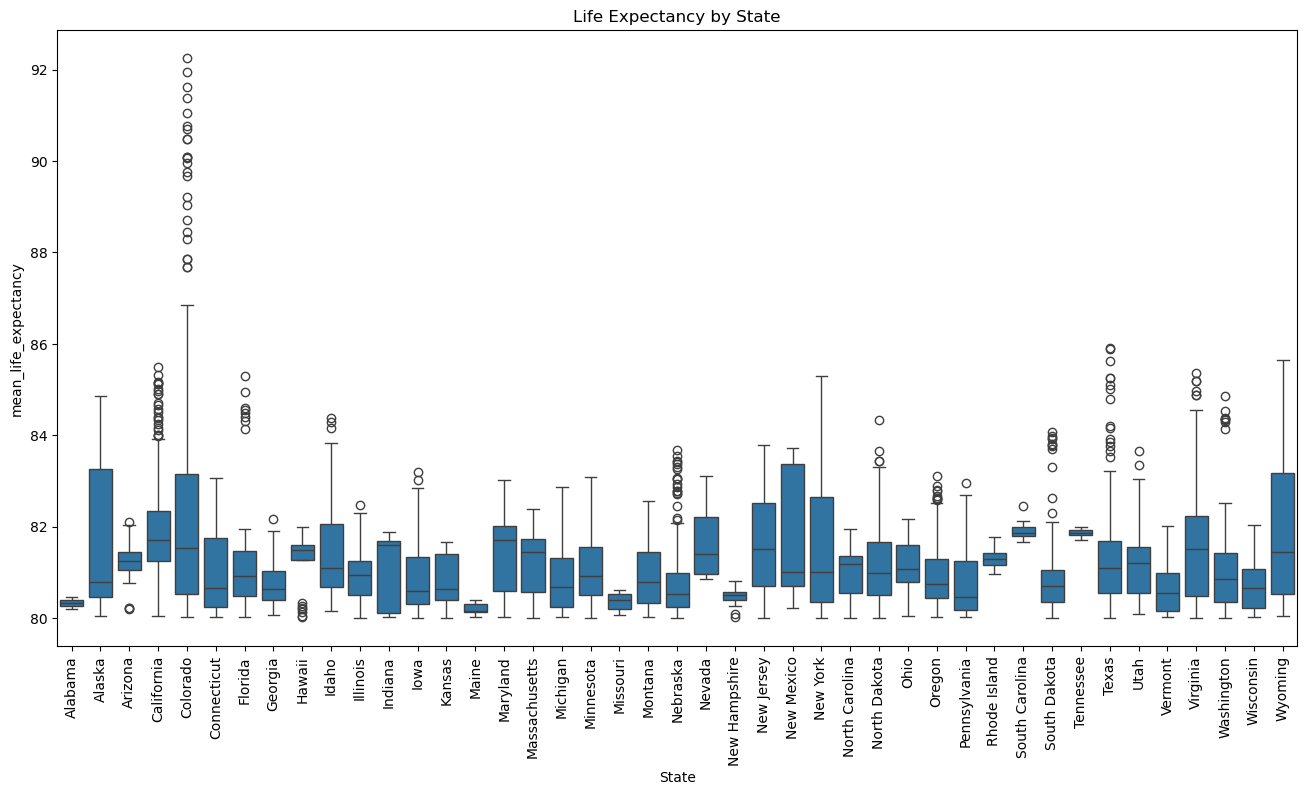 Life Expectancy by State
mean_life_expectancy
92
90
88
86
84
82
80
Alabama
Alaska
Arizona
California
Colorado
Connecticut
Florida
Georgia
Hawaii
Idaho
Illinois
Indiana
Iowa
Kansas
Maine
Maryland
Massachusetts
Michigan
Minnesota
Missouri
Montana
Nebraska
Nevada
New Hampshire
New Jersey
New Mexico
New York
North Carolina
North Dakota
Ohio
Oregon
Pennsylvania
Rhode Island
South Carolina
South Dakota
Tennessee
Texas
Utah
Vermont
Virginia
Washington
Wisconsin
Wyoming
State